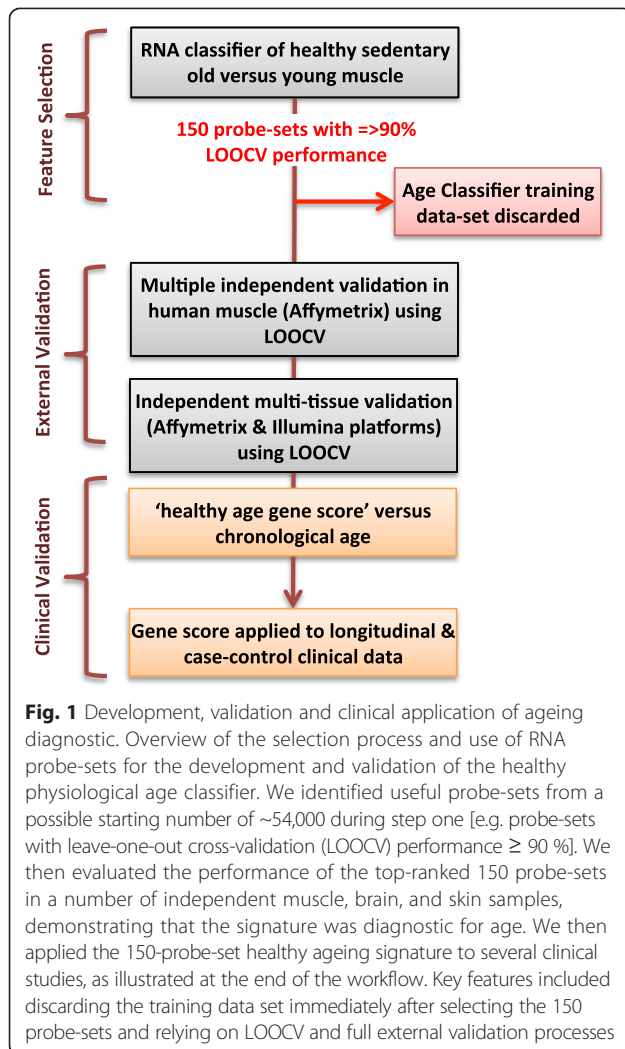 Feature Selection
RNA classifier of healthy sedentary
old versus young muscle
150 probe-sets with =>90%
LOOCV performance
Age Classifier training
data-set discarded
External Validation
Multiple independent validation in
human muscle (Affymetrix) using
LOOCV
Independent multi-tissue validation
(Affymetrix & Illumina platforms)
using LOOCV
Clinical Validation
‘healthy age gene score’ versus
chronological age
Gene score applied to longitudinal &
case-control clinical data
Fig. 1 Development, validation and clinical application of ageing
diagnostic. Overview of the selection process and use of RNA
probe-sets for the development and validation of the healthy
physiological age classifier. We identified useful probe-sets from a
possible starting number of ~54,000 during step one [e.g. probe-sets
with leave-one-out cross-validation (LOOCV) performance ≥ 90 %]. We
then evaluated the performance of the top-ranked 150 probe-sets
in a number of independent muscle, brain, and skin samples,
demonstrating that the signature was diagnostic for age. We then
applied the 150-probe-set healthy ageing signature to several clinical
studies, as illustrated at the end of the workflow. Key features included
discarding the training data set immediately after selecting the 150
probe-sets and relying on LOOCV and full external validation processes